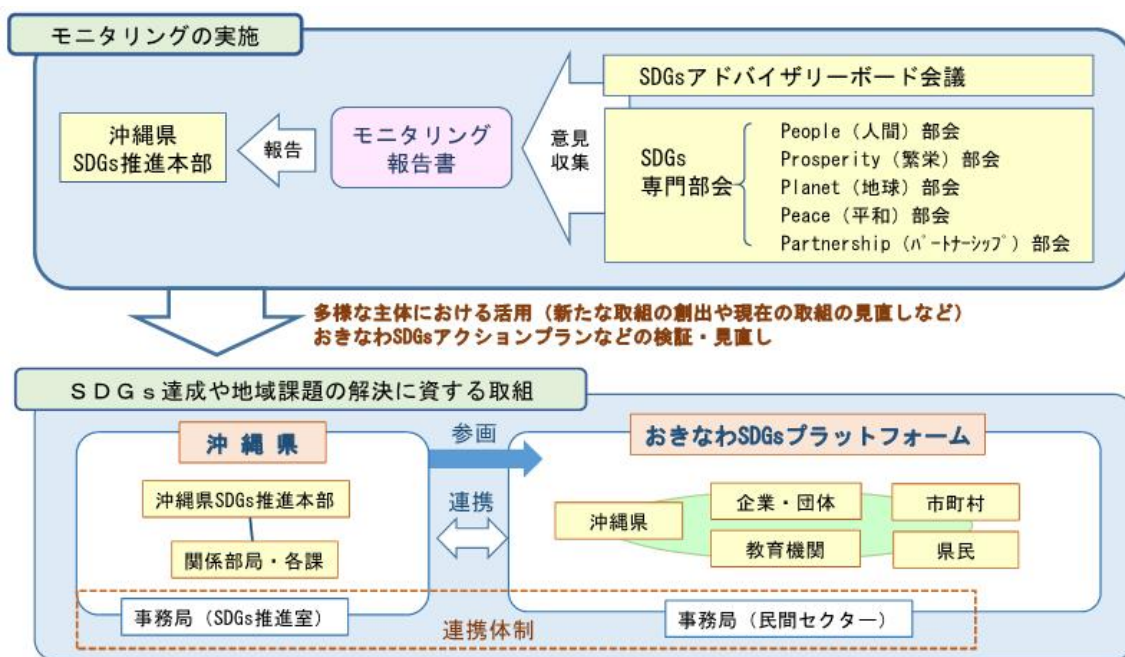 モニタリングの実施
SDGsアドバイザリーボード会議
沖縄県
SDGs推進本部
報告
モニタリング
報告書
意見
収集
SDGs
専門部会
People（人間）部会
Prosperity（繁栄）部会
Planet（地球）部会
Peace（平和）部会
Partnership（ﾊﾟｰﾄﾅｰｼｯﾌﾟ）部会
多様な主体における活用（新たな取組の創出や現在の取組の見直しなど）
おきなわSDGsアクションプランなどの検証・見直し
ＳＤＧｓ達成や地域課題の解決に資する取組
沖 縄 県
参画
おきなわSDGsプラットフォーム
沖縄県SDGs推進本部
関係部局・各課
連携
沖縄県
企業・団体
市町村
教育機関
県民
事務局（SDGs推進室）
連携体制
事務局（民間セクター）